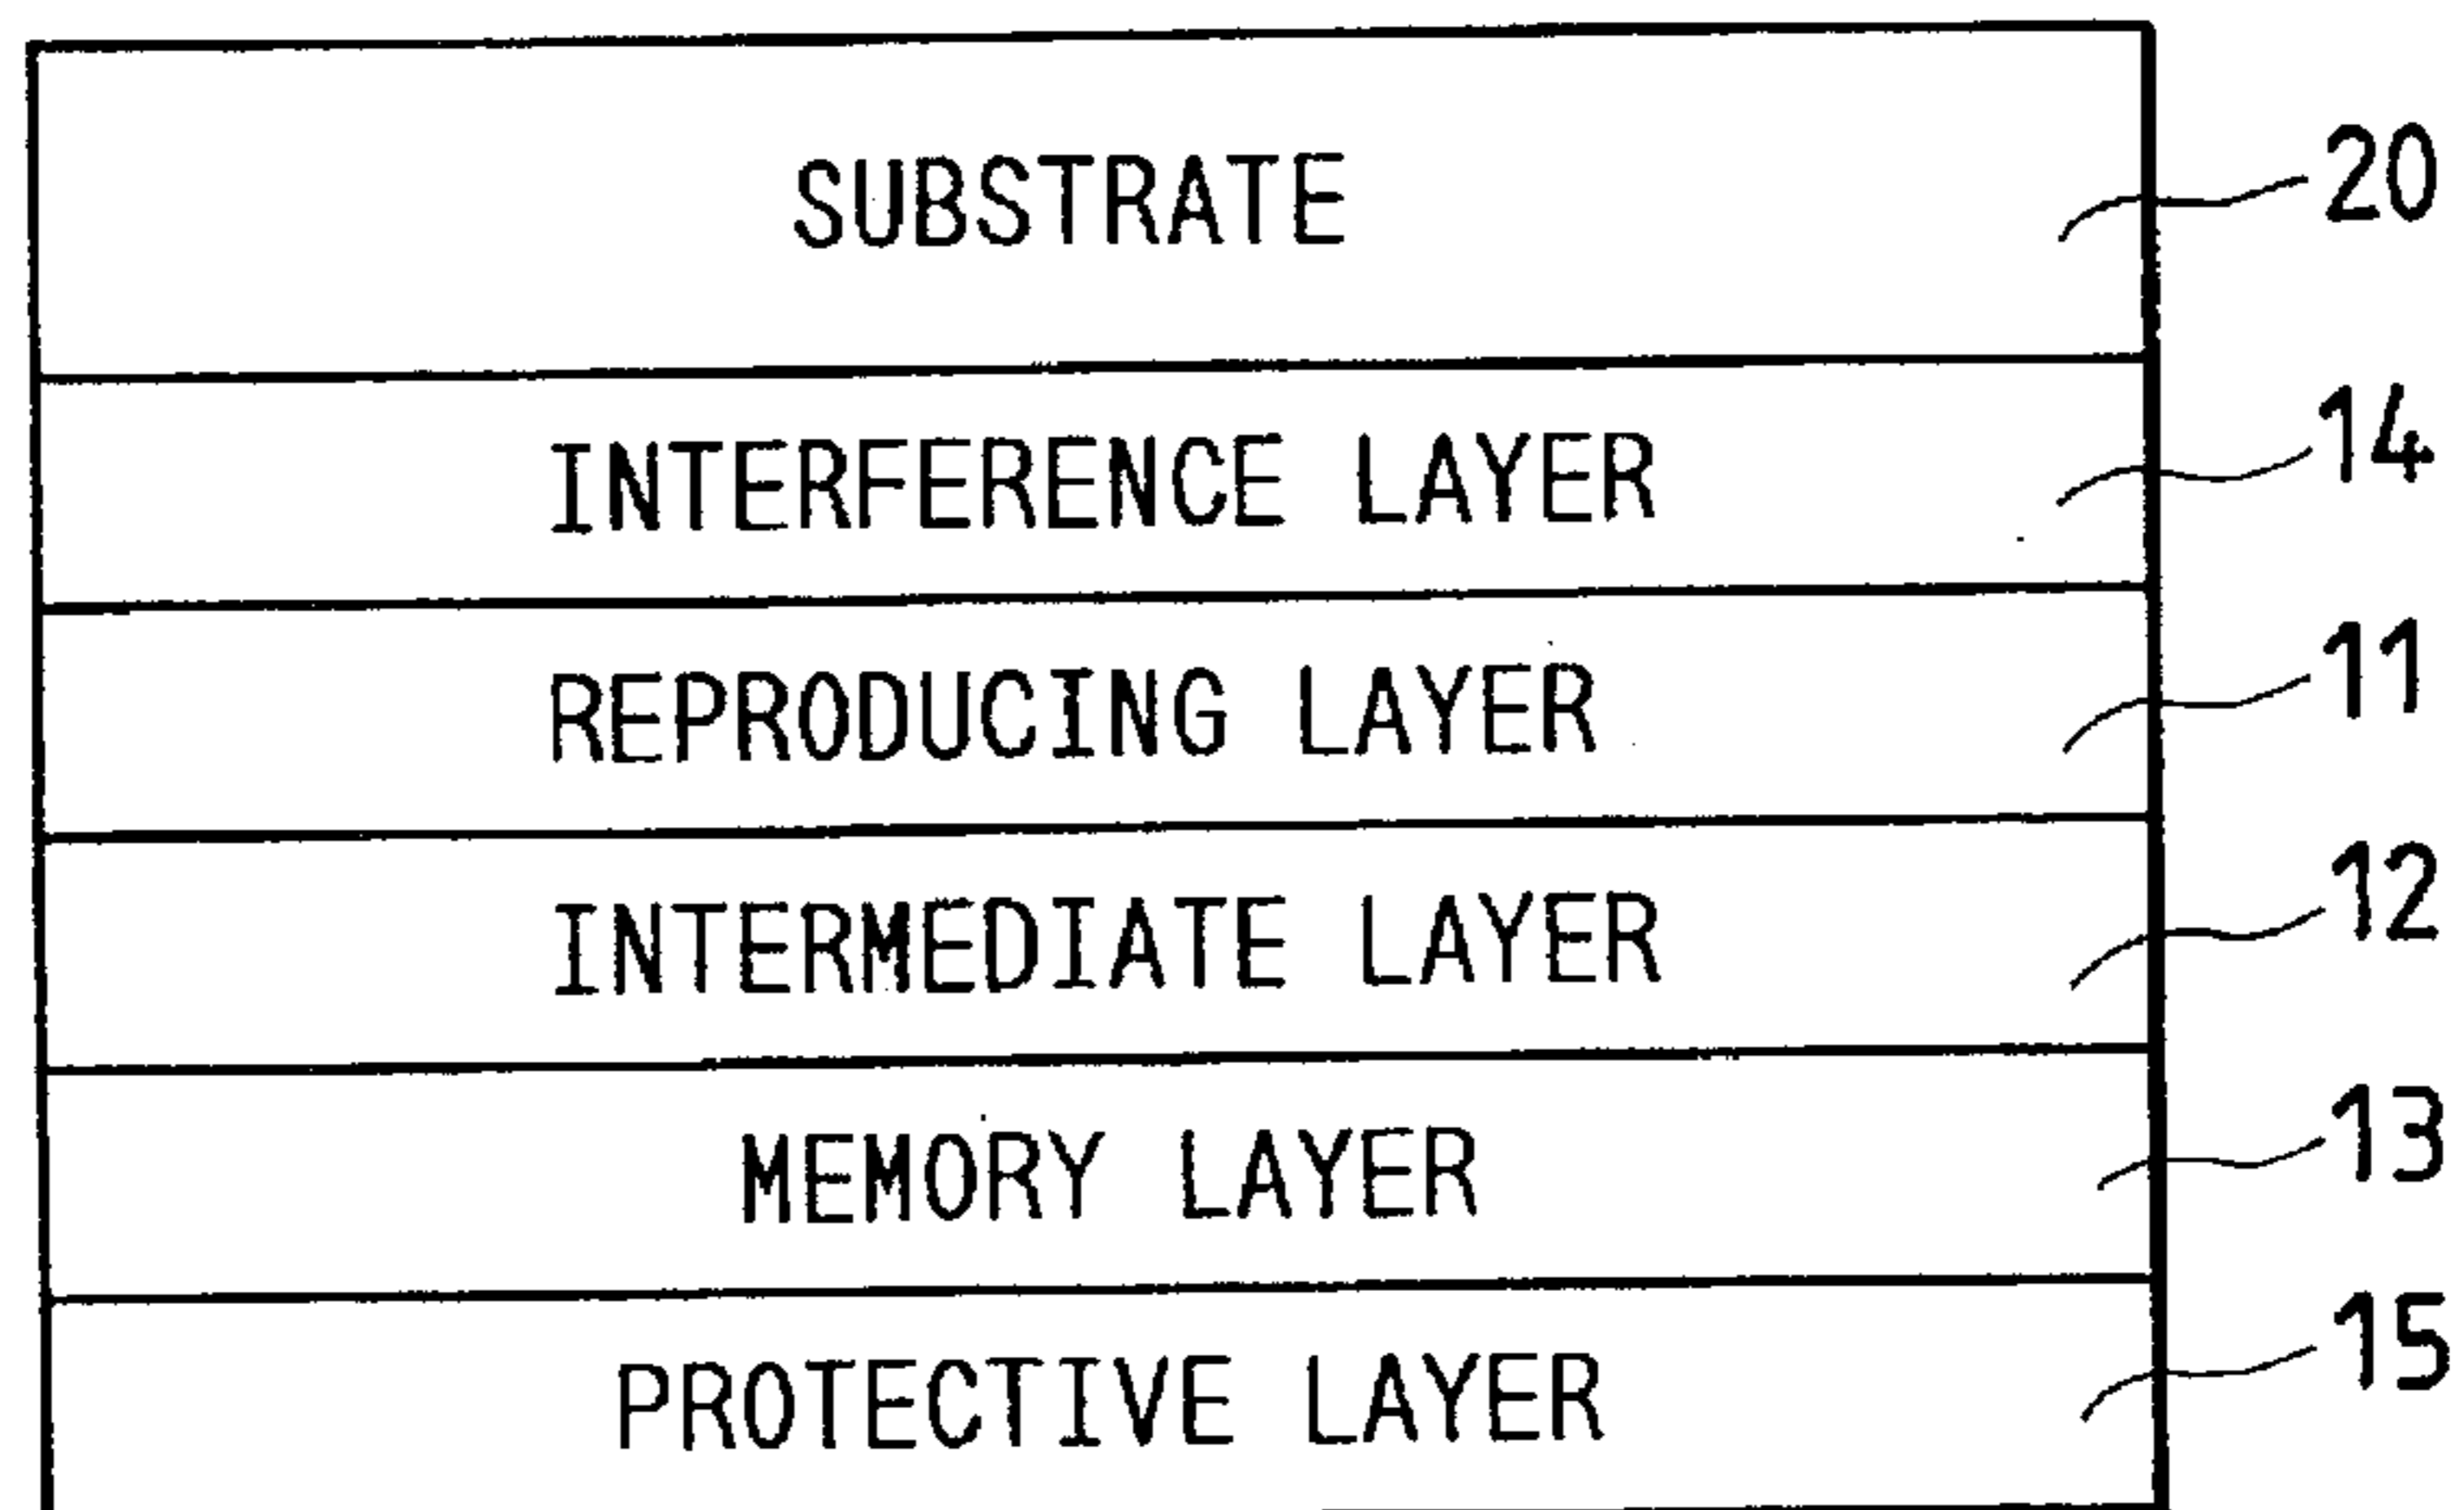 SUBSTRATE 20
INTERFERENCE LAYER 14
REPRODUCING LAYER 11
INTERMEDIATE LAYER 12
MEMORY LAYER 13
PROTECTIVE LAYER 15